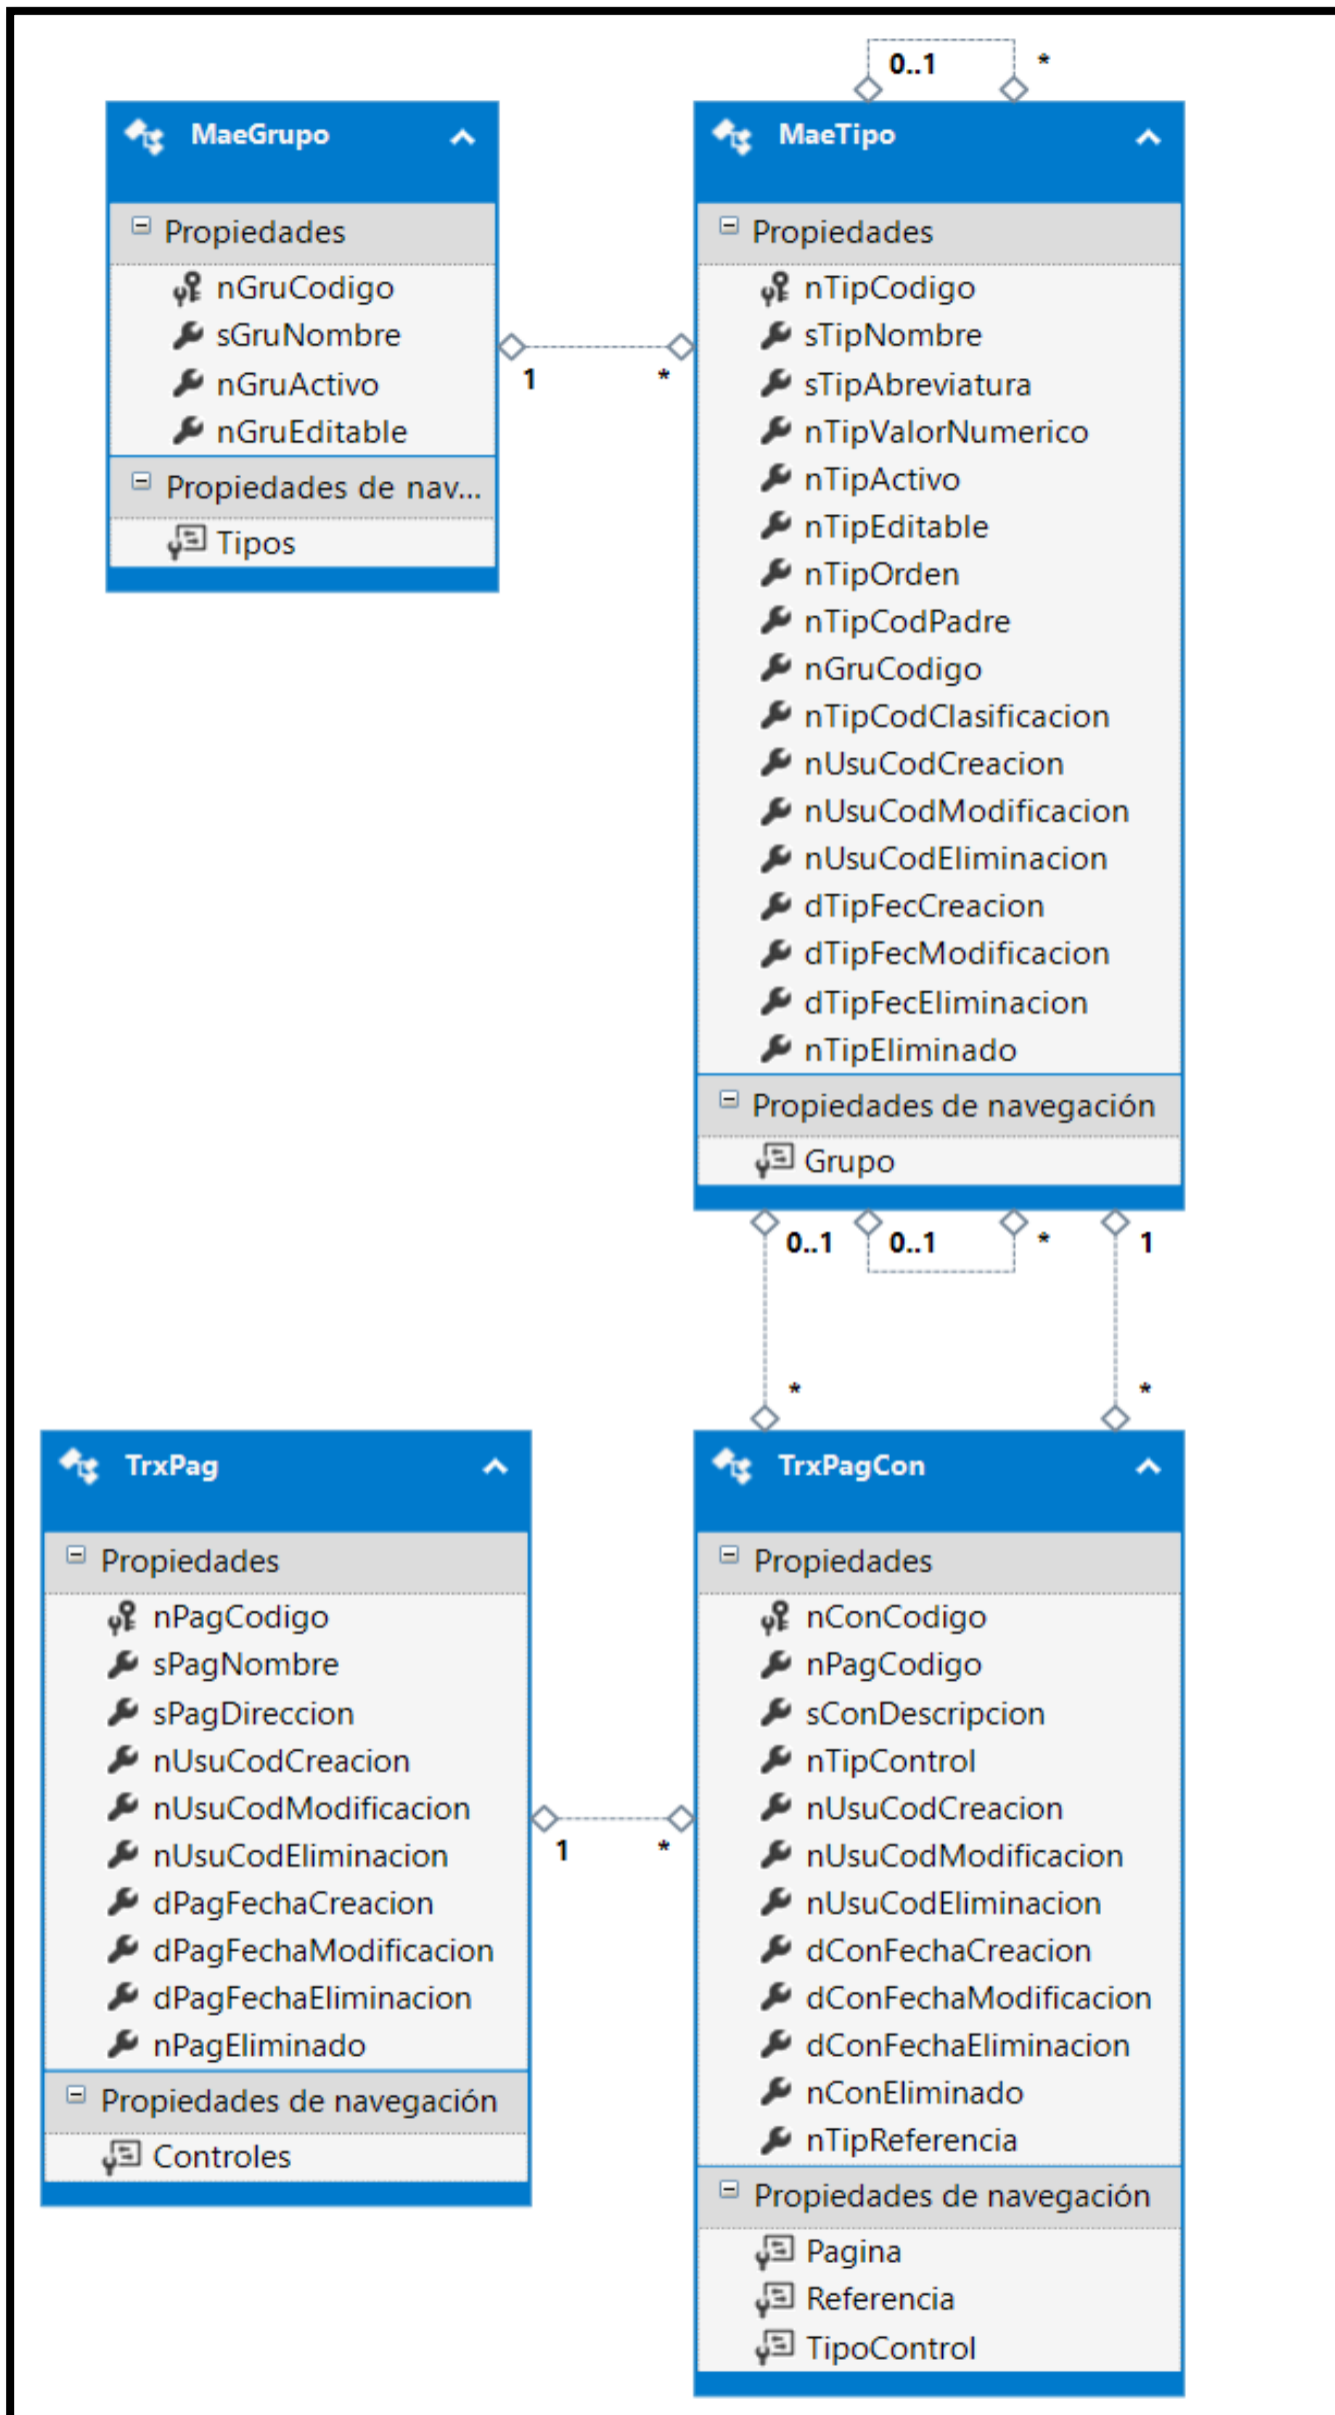 0..1 *
MaeGrupo
Propiedades
nGruCodigo
sGruNombre
nGruActivo
nGruEditable
Propiedades de nav...
Tipos
1 *
MaeTipo
Propiedades
nTipCodigo
sTipNombre
sTipAbreviatura
nTipValorNumerico
nTipActivo
nTipEditable
nTipOrden
nTipCodPadre
nGruCodigo
nTipCodClasificacion
nUsuCodCreacion
nUsuCodModificacion
nUsuCodEliminacion
dTipFecCreacion
dTipFecModificacion
dTipFecEliminacion
nTipEliminado
Propiedades de navegación
Grupo
0..1 0..1 * 1
* *
TrxPag
Propiedades
nPagCodigo
sPagNombre
sPagDireccion
nUsuCodCreacion
nUsuCodModificacion
nUsuCodEliminacion
dPagFechaCreacion
dPagFechaModificacion
dPagFechaEliminacion
nPagEliminado
Propiedades de navegación
Controles
1 *
TrxPagCon
Propiedades
nConCodigo
nPagCodigo
sConDescripcion
nTipControl
nUsuCodCreacion
nUsuCodModificacion
nUsuCodEliminacion
dConFechaCreacion
dConFechaModificacion
dConFechaEliminacion
nConEliminado
nTipReferencia
Propiedades de navegación
Pagina
Referencia
TipoControl